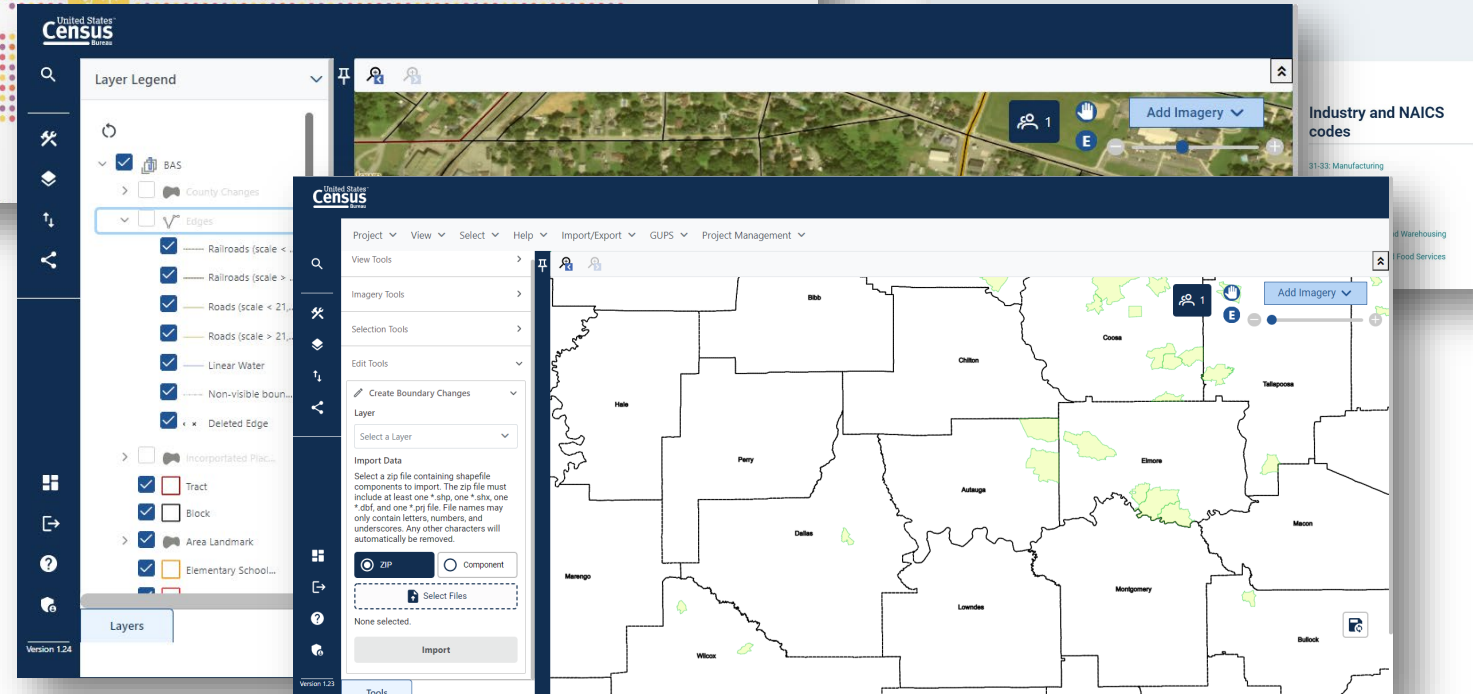 United States®
Census
Bureau
Layer Legend
BAS
County Changes
Edges
Railroads (scale < ...
Railroads (scale > ...
Roads (scale < 21,...
Roads (scale > 21,...
Linear Water
Non-visible boun...
Deleted Edge
Incorportated Plac...
Tract
Block
Area Landmark
Elementary School...
Layers
Version 1.24
1
E
Add Imagery
Industry and NAICS
codes
31-33: Manufacturing
Warehousing
Food Services
United States®
Census
Bureau
Project
View
Select
Help
Import/Export
GUPS
Project Management
View Tools
Imagery Tools
Selection Tools
Edit Tools
Create Boundary Changes
Layer
Select a Layer
Import Data
Select a zip file containing shapefile
components to import. The zip file must
include at least one *.shp, one *.shx, one
*.dbf, and one *.prj file. File names may
only contain letters, numbers, and
underscores. Any other characters will
automatically be removed.
ZIP
Component
Select Files
None selected.
Import
Tools
Version 1.23
1
E
Add Imagery
Bibb
Coosa
Chilton
Tallapoosa
Hale
Perry
Elmore
Autauga
Macon
Dallas
Marengo
Montgomery
Lowndes
Bullock
Wilcox